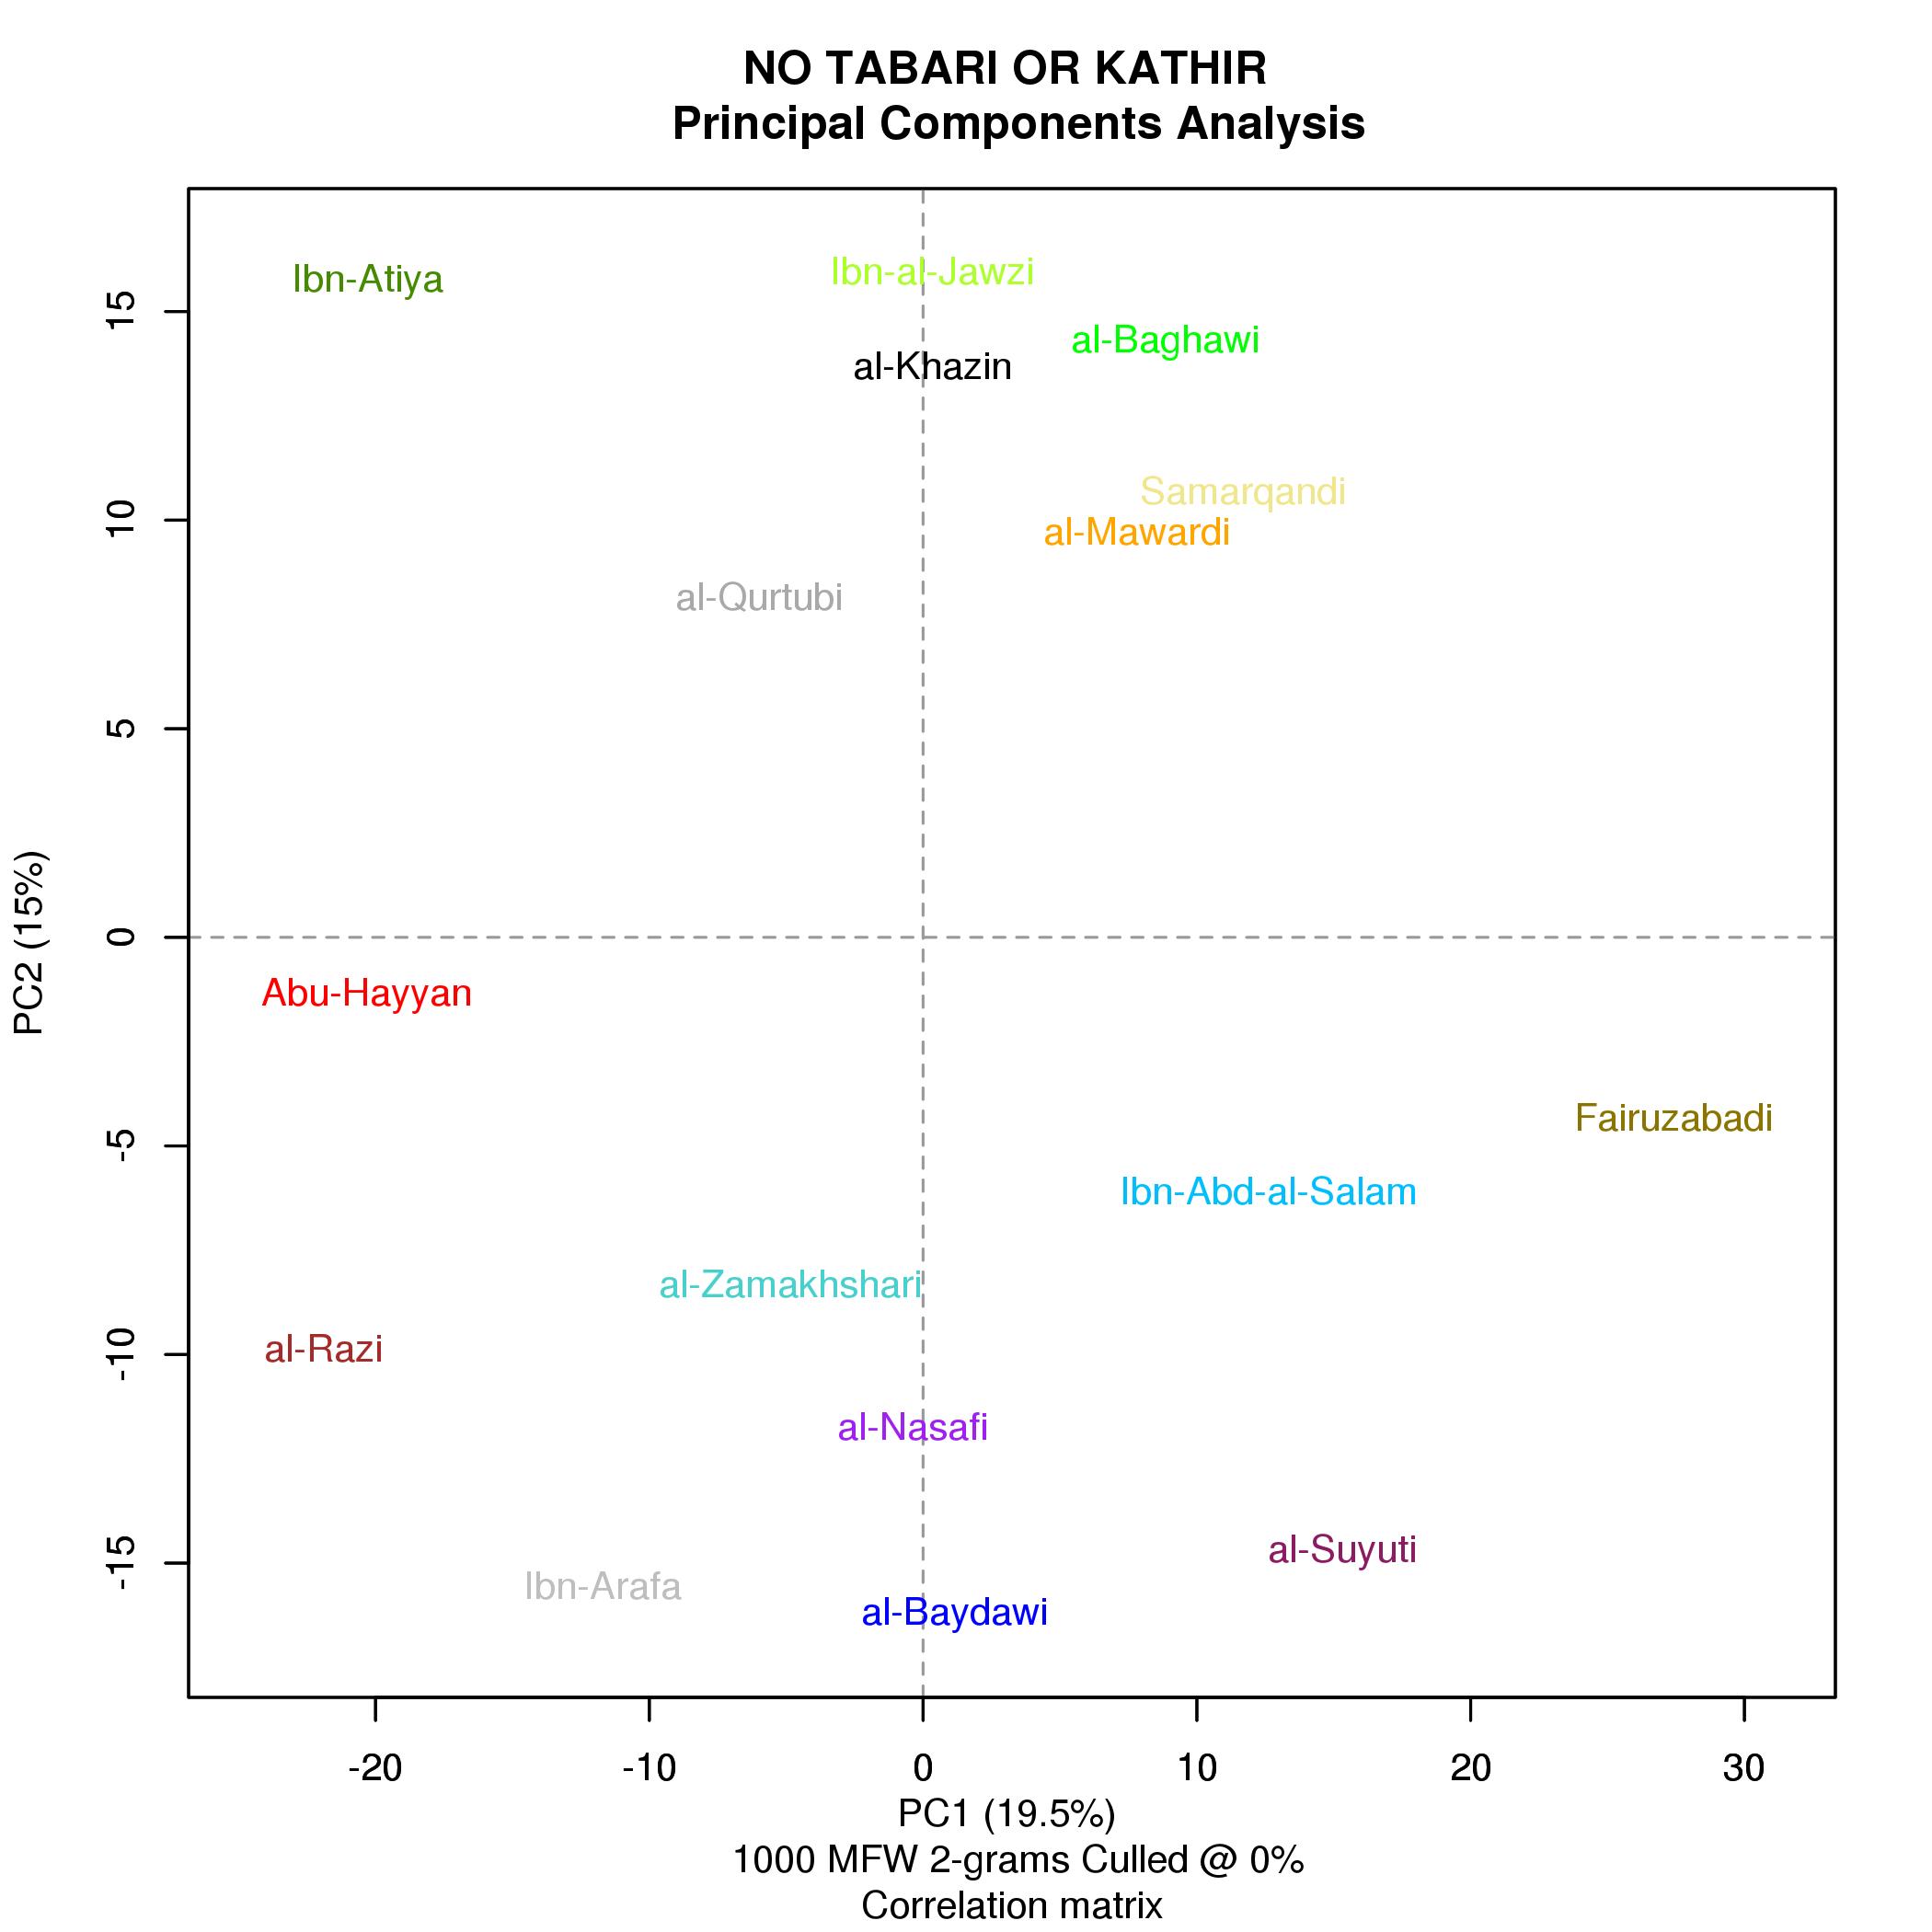 NO TABARI OR KATHIR
Principal Components Analysis
Ibn-Atiya
Ibn-al-Jawzi
al-Baghawi
al-Khazin
Samarqandi
al-Mawardi
al-Qurtubi
Abu-Hayyan
Fairuzabadi
Ibn-Abd-al-Salam
al-Zamakhshari
al-Razi
al-Nasafi
al-Suyuti
Ibn-Arafa
al-Baydawi
15
10
5
0
-5
-10
-15
PC2 (15%)
-20 -10 0 10 20 30
PC1 (19.5%)
1000 MFW 2-grams Culled @ 0%
Correlation matrix